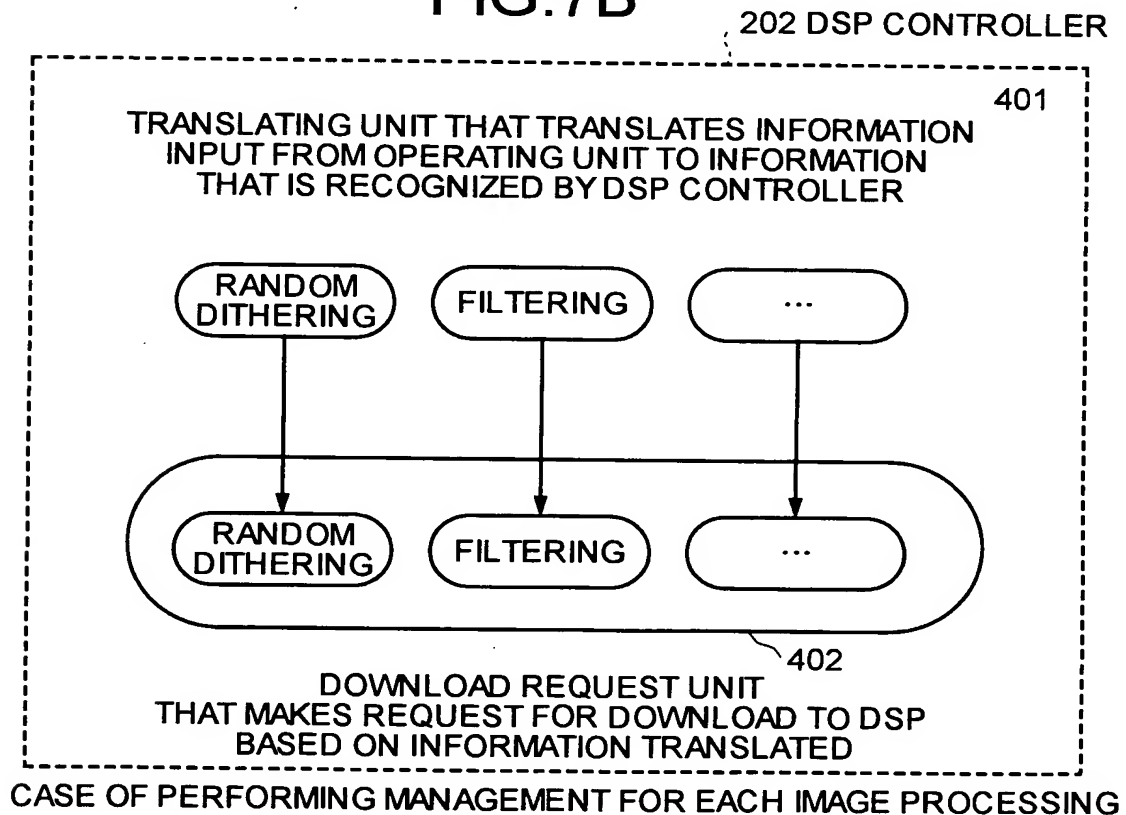 FIG.7B
202 DSP CONTROLLER
401
TRANSLATING UNIT THAT TRANSLATES INFORMATION
INPUT FROM OPERATING UNIT TO INFORMATION
THAT IS RECOGNIZED BY DSP CONTROLLER
RANDOM
DITHERING
FILTERING
...
RANDOM
DITHERING
FILTERING
...
402
DOWNLOAD REQUEST UNIT
THAT MAKES REQUEST FOR DOWNLOAD TO DSP
BASED ON INFORMATION TRANSLATED
CASE OF PERFORMING MANAGEMENT FOR EACH IMAGE PROCESSING